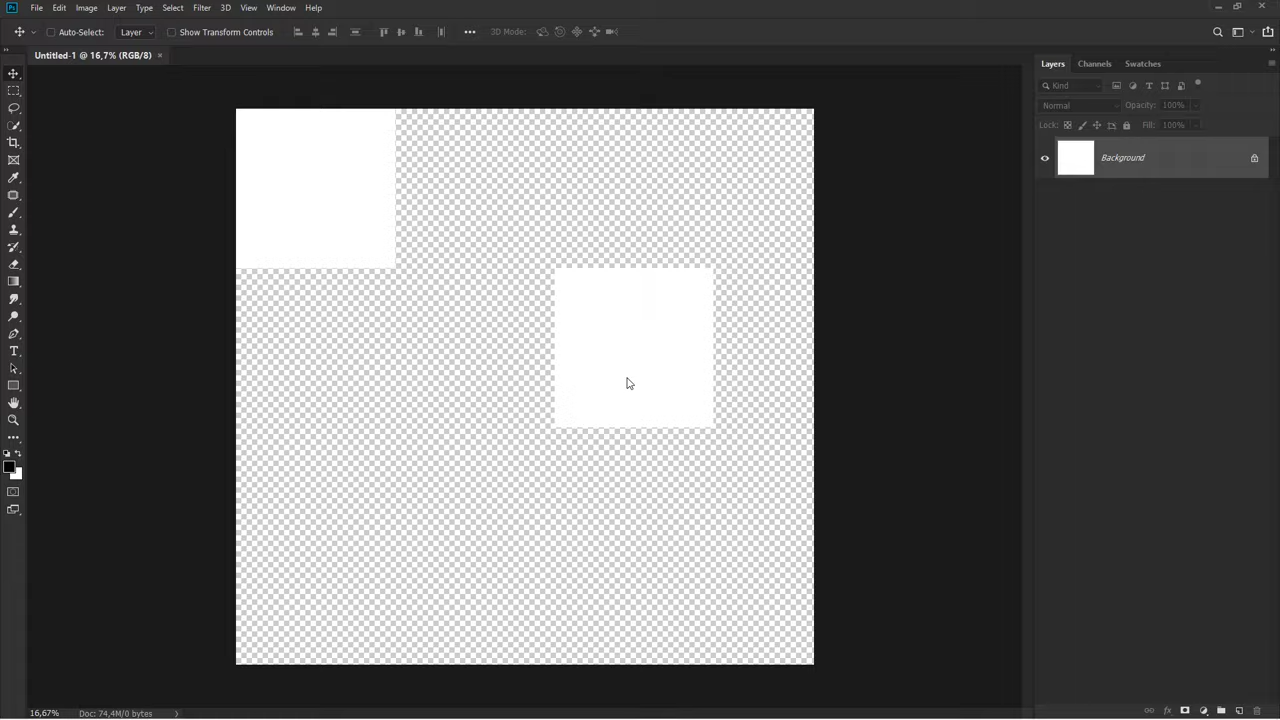 Ps File Edit Image Layer Type Select Filter 3D View Window Help
Auto-Select: Layer Show Transform Controls 3D Mode:
Untitled-1 @ 16,7% (RGB/8)
Layers Channels Swatches
Kind
Normal Opacity: 100%
Lock: Fill: 100%
Background
16,67% Doc: 74,4M/0 bytes